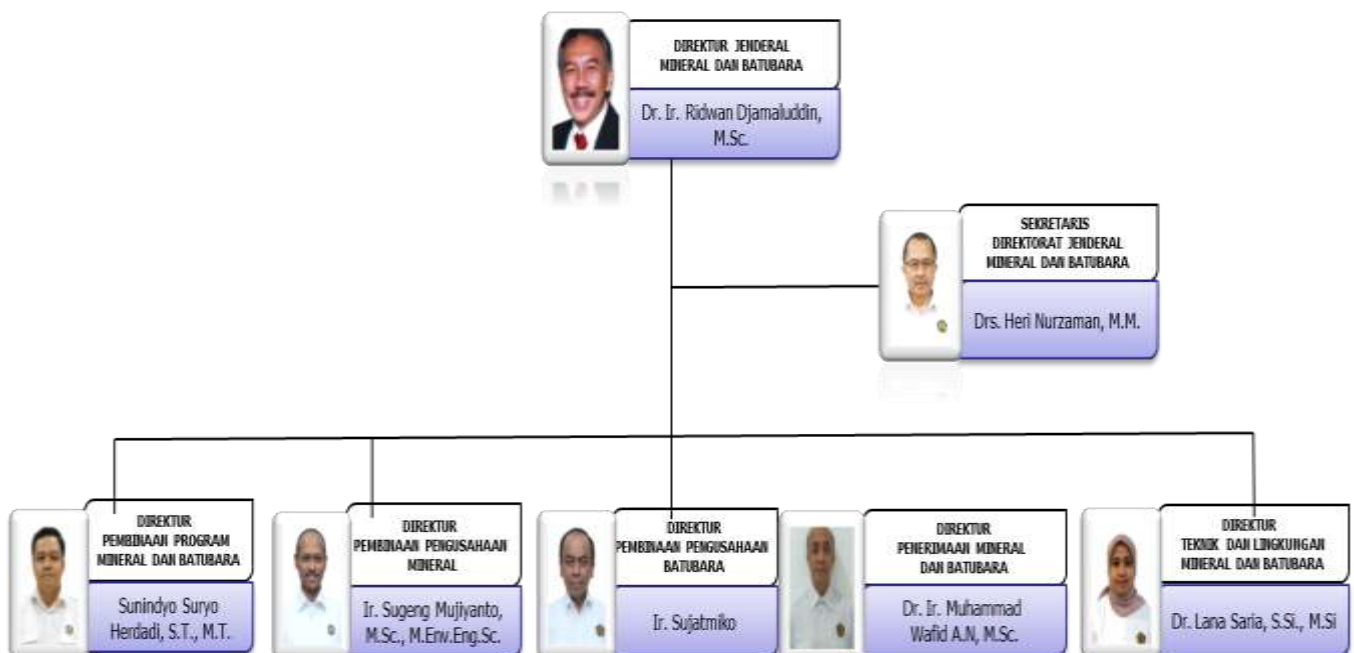 DIREKTUR JENDERAL
MINERAL DAN BATUBARA
Dr. Ir. Ridwan Djamaluddin,
M.Sc.
SEKRETARIS
DIREKTORAT JENDERAL
MINERAL DAN BATUBARA
Drs. Heri Nurzaman, M.M.
DIREKTUR
PEMBINAAN PROGRAM
MINERAL DAN BATUBARA
Sunindyo Suryo
Herdadi, S.T., M.T.
DIREKTUR
PEMBINAAN PENGUSAHAAN
MINERAL
Ir. Sugeng Mujiyanto,
M.Sc., M.Env.Eng.Sc.
DIREKTUR
PEMBINAAN PENGUSAHAAN
BATUBARA
Ir. Sujatmiko
DIREKTUR
PENERIMAAN MINERAL
DAN BATUBARA
Dr. Ir. Muhammad
Wafid A.N, M.Sc.
DIREKTUR
TEKNIK DAN LINGKUNGAN
MINERAL DAN BATUBARA
Dr. Lana Saria, S.Si., M.Si